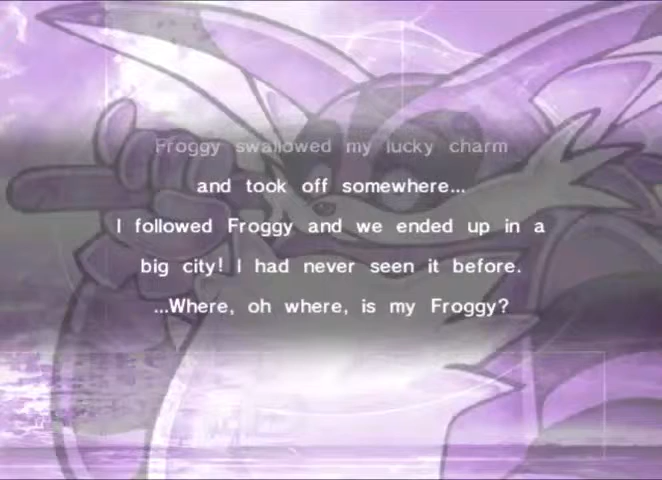 Froggy swallowed my lucky charm
and took off somewhere...
I followed Froggy and we ended up in a
big city! I had never seen it before.
...Where, oh where, is my Froggy?